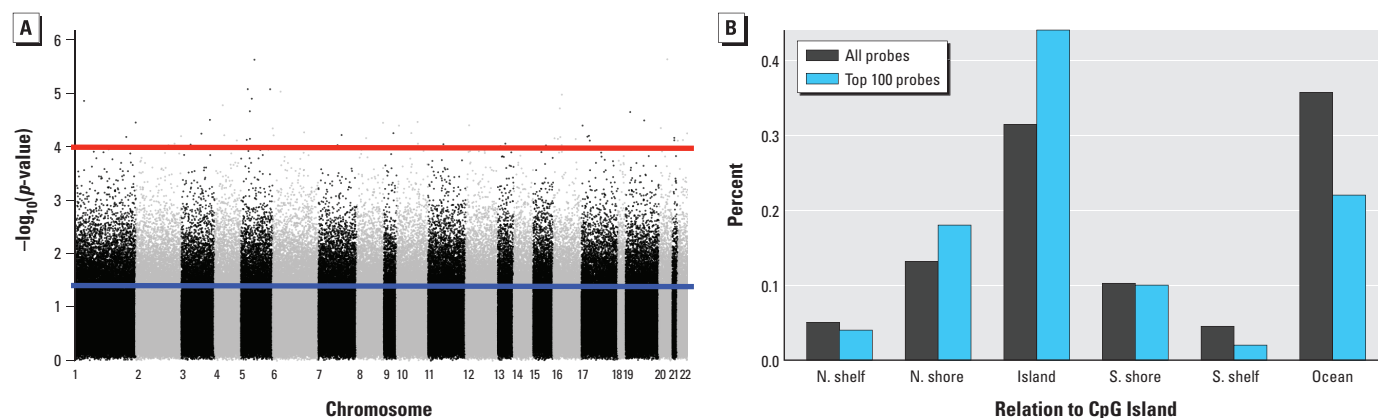 A
6
5
4
3
2
1
0
–log10(p-value)
1 2 3 4 5 6 7 8 9 10 11 12 13 14 15 16 17 18 19 20 21 22
Chromosome
B
All probes
Top 100 probes
0.4
0.3
0.2
0.1
0.0
Percent
N. shelf N. shore Island S. shore S. shelf Ocean
Relation to CpG Island